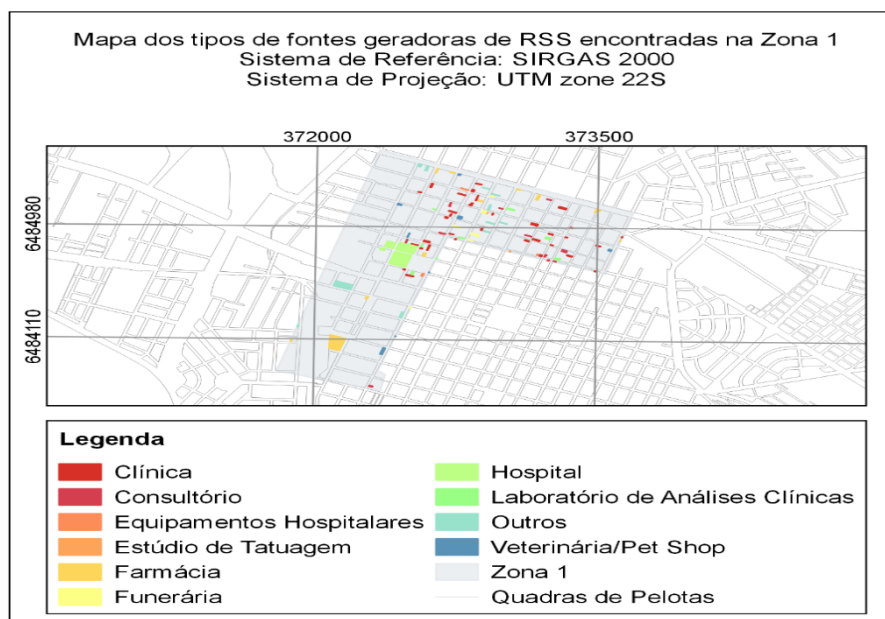 Mapa dos tipos de fontes geradoras de RSS encontradas na Zona 1
Sistema de Referência: SIRGAS 2000
Sistema de Projeção: UTM zone 22S
372000 373500
6484980
6484110
Legenda
Clínica
Consultório
Equipamentos Hospitalares
Estúdio de Tatuagem
Farmácia
Funerária
Hospital
Laboratório de Análises Clínicas
Outros
Veterinária/Pet Shop
Zona 1
Quadras de Pelotas